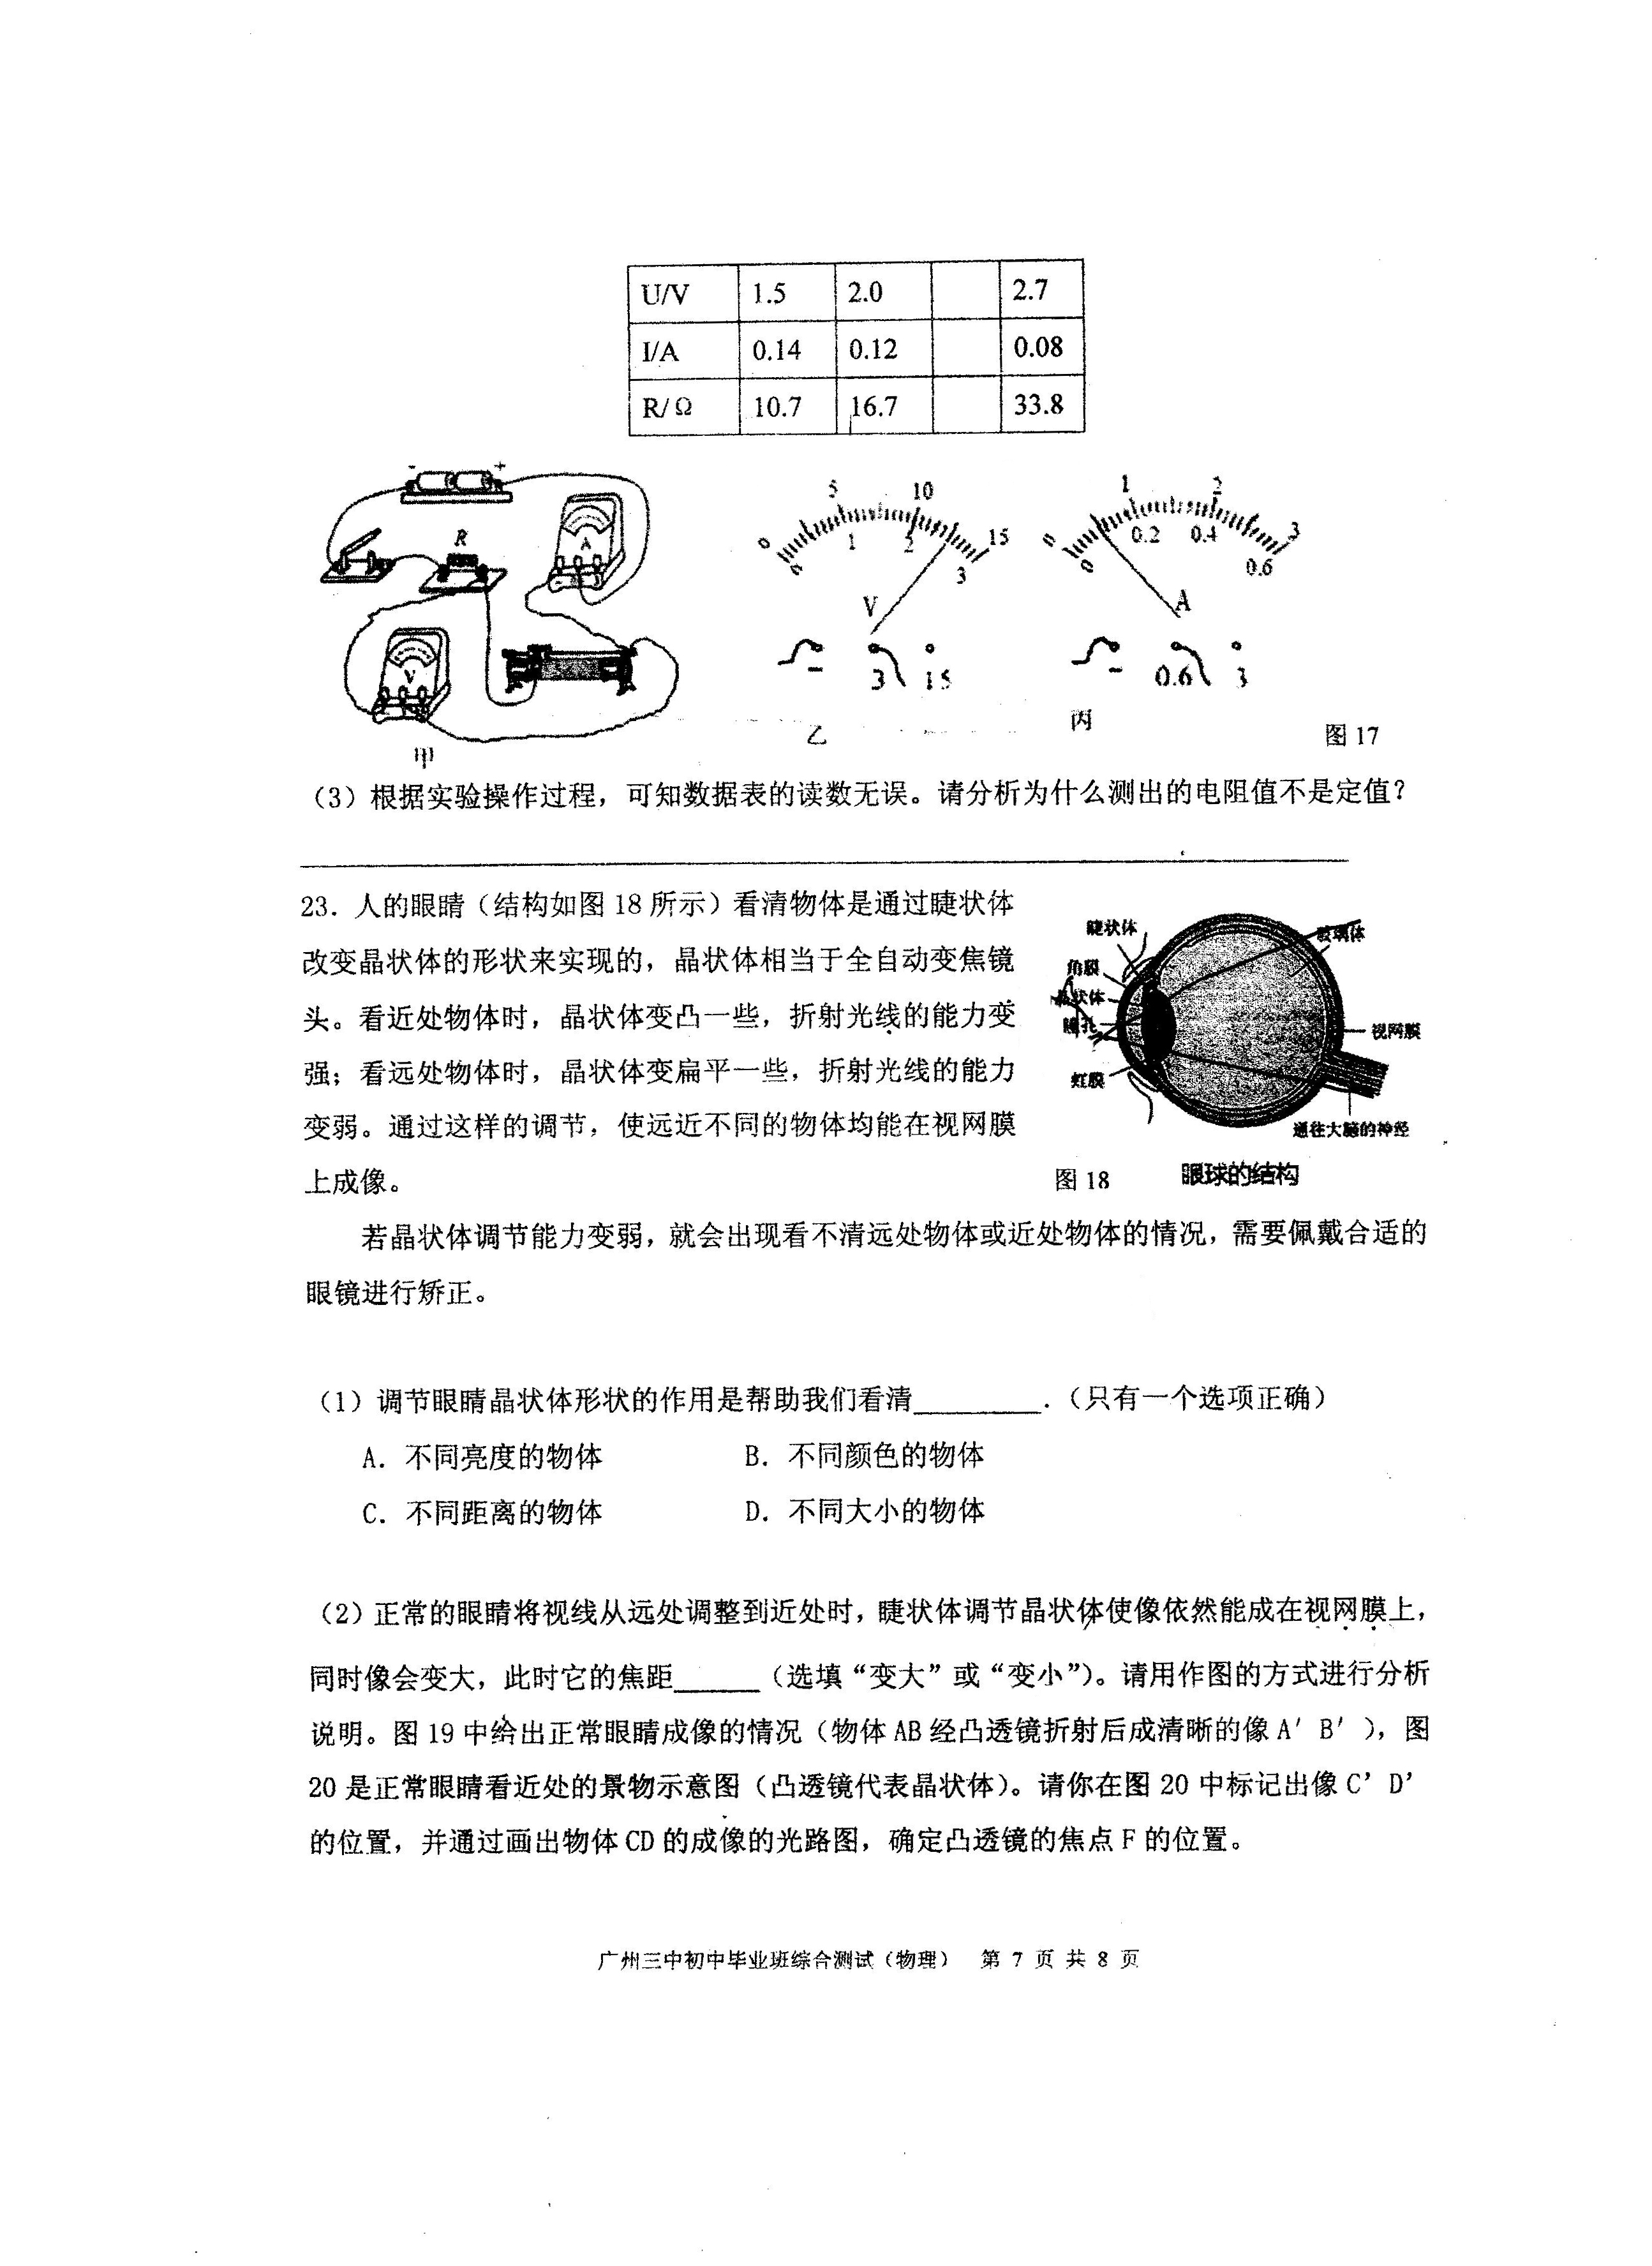 U/V 1.5 2.0 2.7
I/A 0.14 0.12 0.08
R/Ω 10.7 16.7 33.8
- +
R
A
V
甲
5 10
0 15
1 2
0 3
V
- 3 15
乙
1 2
0 3
0.2 0.4
0 0.6
A
- 0.6 3
丙
图 17
（3）根据实验操作过程，可知数据表的读数无误。请分析为什么测出的电阻值不是定值？
23．人的眼睛（结构如图 18 所示）看清物体是通过睫状体
改变晶状体的形状来实现的，晶状体相当于全自动变焦镜
头。看近处物体时，晶状体变凸一些，折射光线的能力变
强；看远处物体时，晶状体变扁平一些，折射光线的能力
变弱。通过这样的调节，使远近不同的物体均能在视网膜
上成像。
睫状体
角膜
晶状体
瞳孔
虹膜
玻璃体
视网膜
通往大脑的神经
图 18 眼球的结构
若晶状体调节能力变弱，就会出现看不清远处物体或近处物体的情况，需要佩戴合适的
眼镜进行矫正。
（1）调节眼睛晶状体形状的作用是帮助我们看清________．（只有一个选项正确）
A．不同亮度的物体 B．不同颜色的物体
C．不同距离的物体 D．不同大小的物体
（2）正常的眼睛将视线从远处调整到近处时，睫状体调节晶状体使像依然能成在视网膜上，
同时像会变大，此时它的焦距______（选填“变大”或“变小”）。请用作图的方式进行分析
说明。图 19 中给出正常眼睛成像的情况（物体 AB 经凸透镜折射后成清晰的像 A′ B′ ），图
20 是正常眼睛看近处的景物示意图（凸透镜代表晶状体）。请你在图 20 中标记出像 C’ D’
的位置，并通过画出物体 CD 的成像的光路图，确定凸透镜的焦点 F 的位置。
广州三中初中毕业班综合测试（物理） 第 7 页 共 8 页